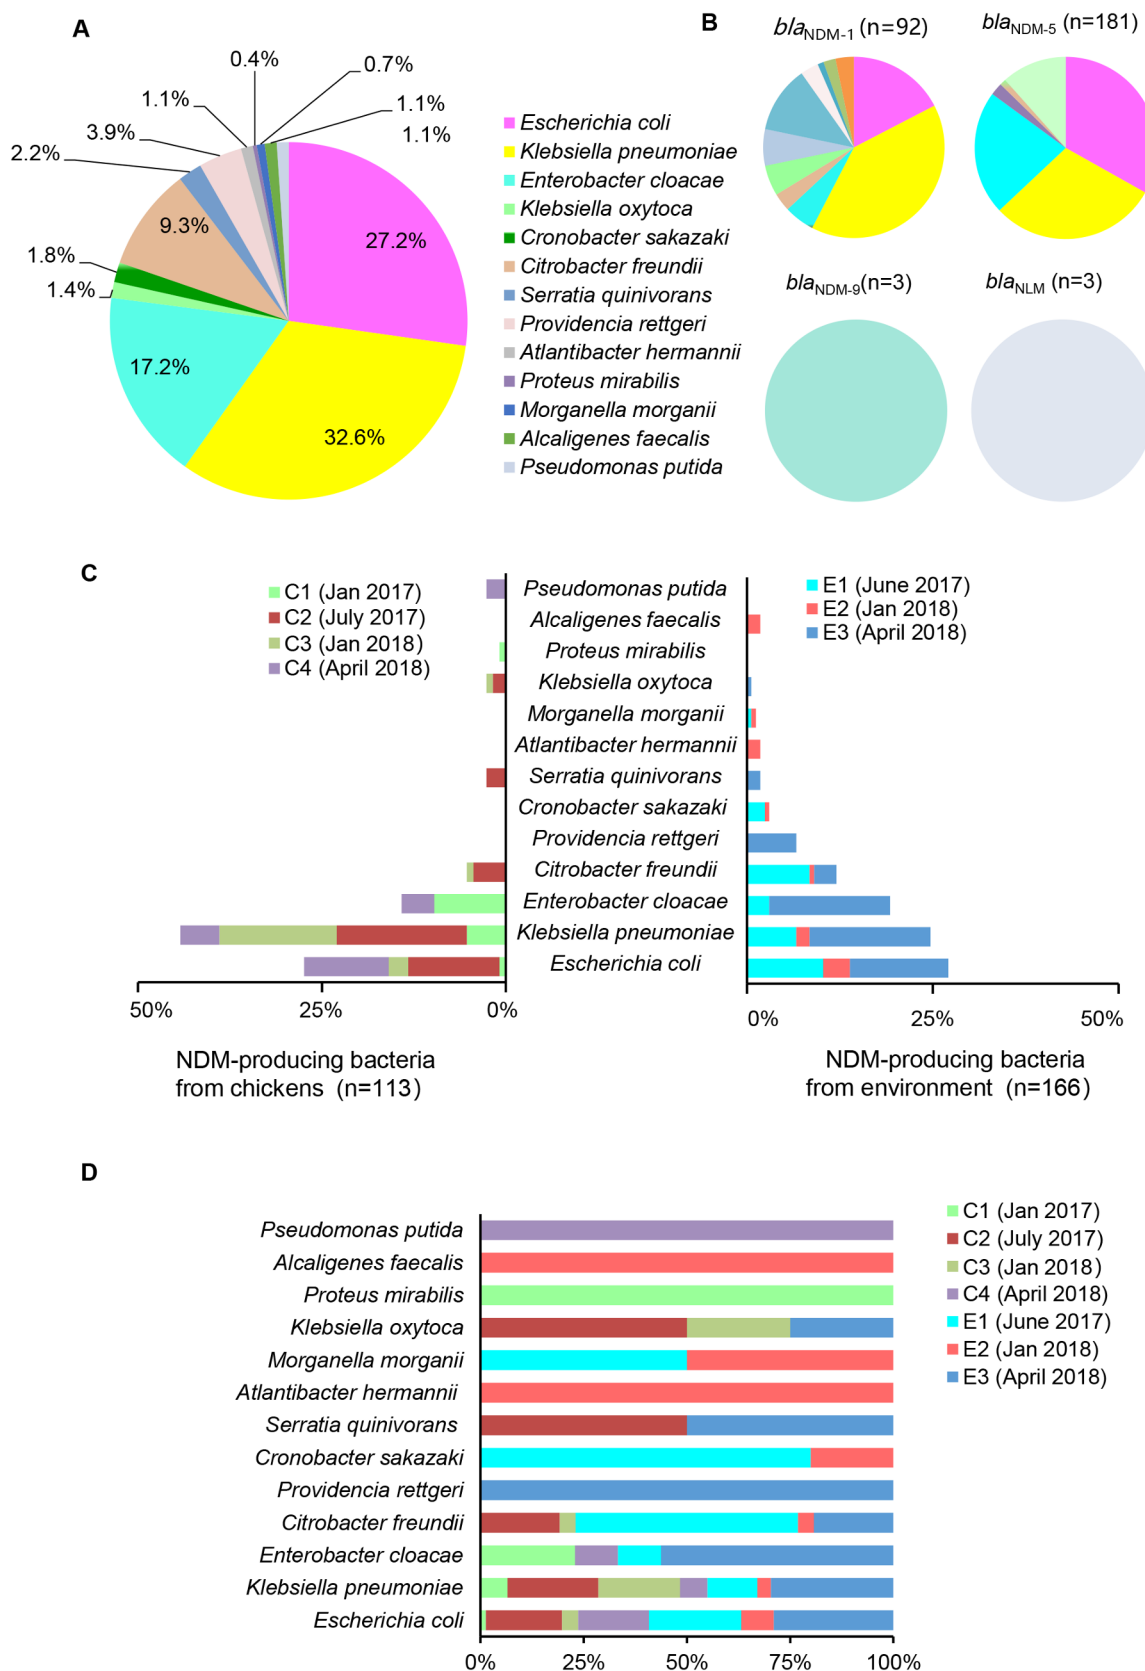 A
0.4%
0.7%
1.1%
1.1%
3.9%
1.1%
2.2%
9.3%
27.2%
1.8%
1.4%
17.2%
32.6%
Escherichia coli
Klebsiella pneumoniae
Enterobacter cloacae
Klebsiella oxytoca
Cronobacter sakazaki
Citrobacter freundii
Serratia quinivorans
Providencia rettgeri
Atlantibacter hermannii
Proteus mirabilis
Morganella morganii
Alcaligenes faecalis
Pseudomonas putida
B
blaNDM-1 (n=92)
blaNDM-5 (n=181)
blaNDM-9(n=3)
blaNLM (n=3)
C
C1 (Jan 2017)
C2 (July 2017)
C3 (Jan 2018)
C4 (April 2018)
Pseudomonas putida
Alcaligenes faecalis
Proteus mirabilis
Klebsiella oxytoca
Morganella morganii
Atlantibacter hermannii
Serratia quinivorans
Cronobacter sakazaki
Providencia rettgeri
Citrobacter freundii
Enterobacter cloacae
Klebsiella pneumoniae
Escherichia coli
E1 (June 2017)
E2 (Jan 2018)
E3 (April 2018)
50% 25% 0%
0% 25% 50%
NDM-producing bacteria
from chickens (n=113)
NDM-producing bacteria
from environment (n=166)
D
Pseudomonas putida
Alcaligenes faecalis
Proteus mirabilis
Klebsiella oxytoca
Morganella morganii
Atlantibacter hermannii
Serratia quinivorans
Cronobacter sakazaki
Providencia rettgeri
Citrobacter freundii
Enterobacter cloacae
Klebsiella pneumoniae
Escherichia coli
0% 25% 50% 75% 100%
C1 (Jan 2017)
C2 (July 2017)
C3 (Jan 2018)
C4 (April 2018)
E1 (June 2017)
E2 (Jan 2018)
E3 (April 2018)